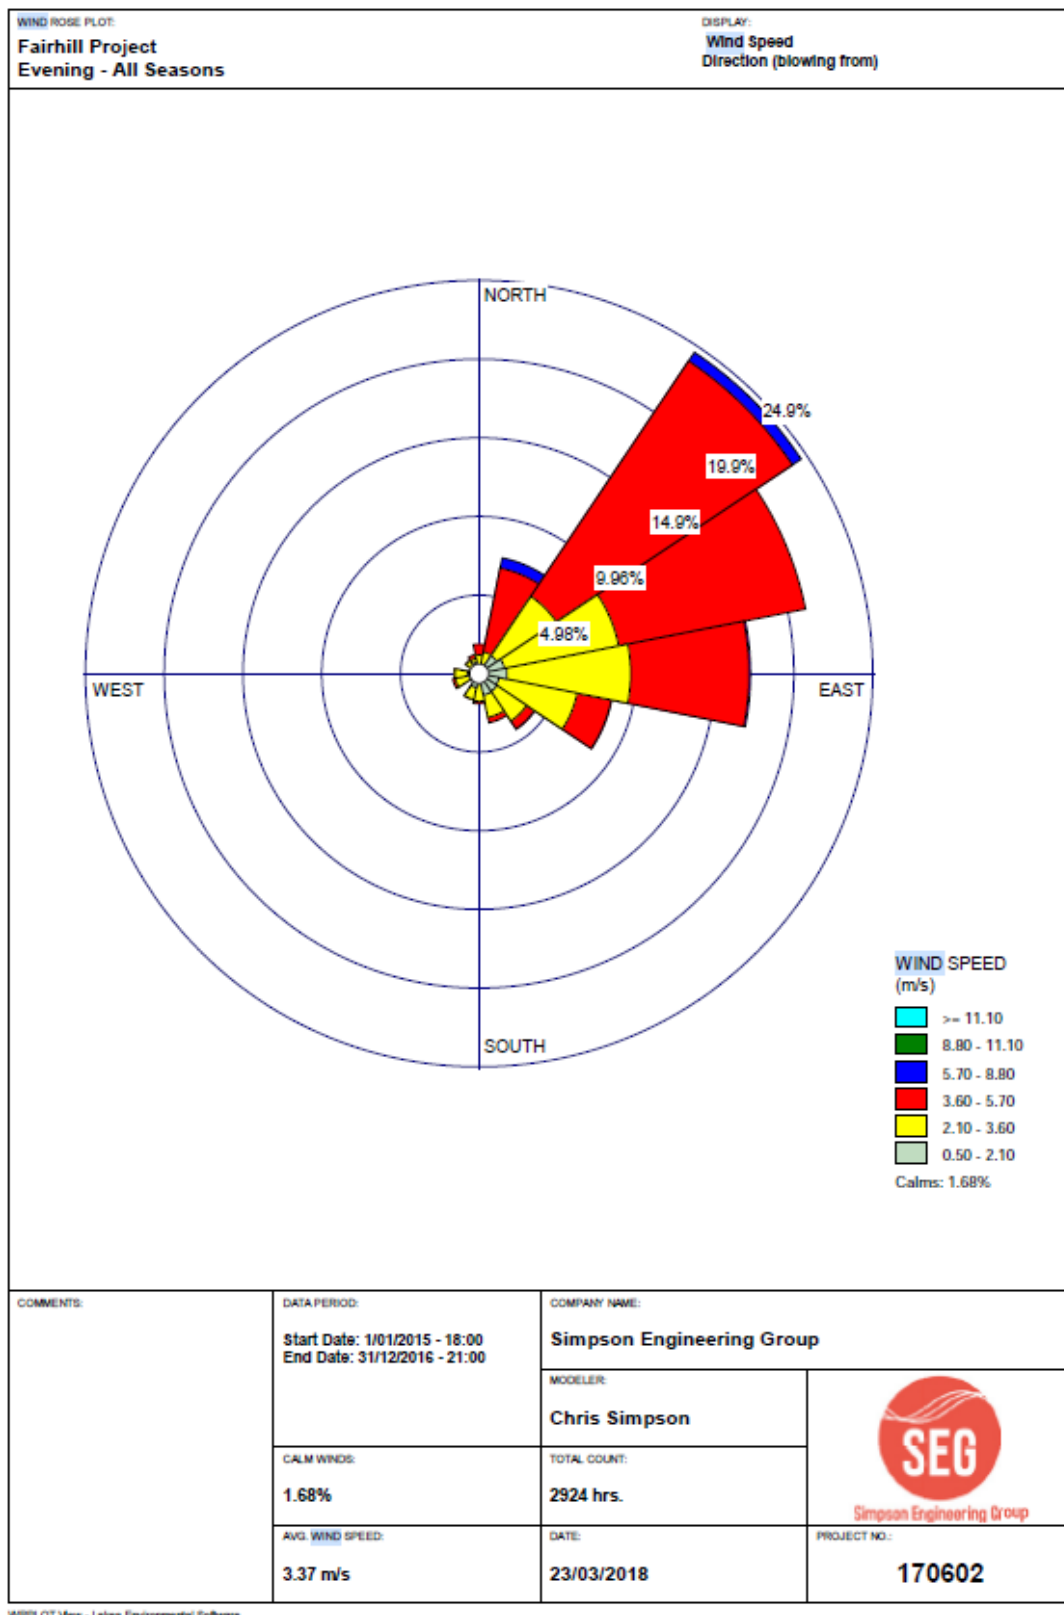 WIND ROSE PLOT:
Fairhill Project
Evening - All Seasons
DISPLAY:
Wind Speed
Direction (blowing from)
NORTH
24.9%
19.9%
14.9%
9.96%
4.98%
WEST
EAST
SOUTH
WIND SPEED
(m/s)
>= 11.10
8.80 - 11.10
5.70 - 8.80
3.60 - 5.70
2.10 - 3.60
0.50 - 2.10
Calms: 1.68%
COMMENTS:
DATA PERIOD:
Start Date: 1/01/2015 - 18:00
End Date: 31/12/2016 - 21:00
COMPANY NAME:
Simpson Engineering Group
MODELER:
Chris Simpson
SEG
Simpson Engineering Group
CALM WINDS:
1.68%
TOTAL COUNT:
2924 hrs.
AVG. WIND SPEED:
3.37 m/s
DATE:
23/03/2018
PROJECT NO.:
170602